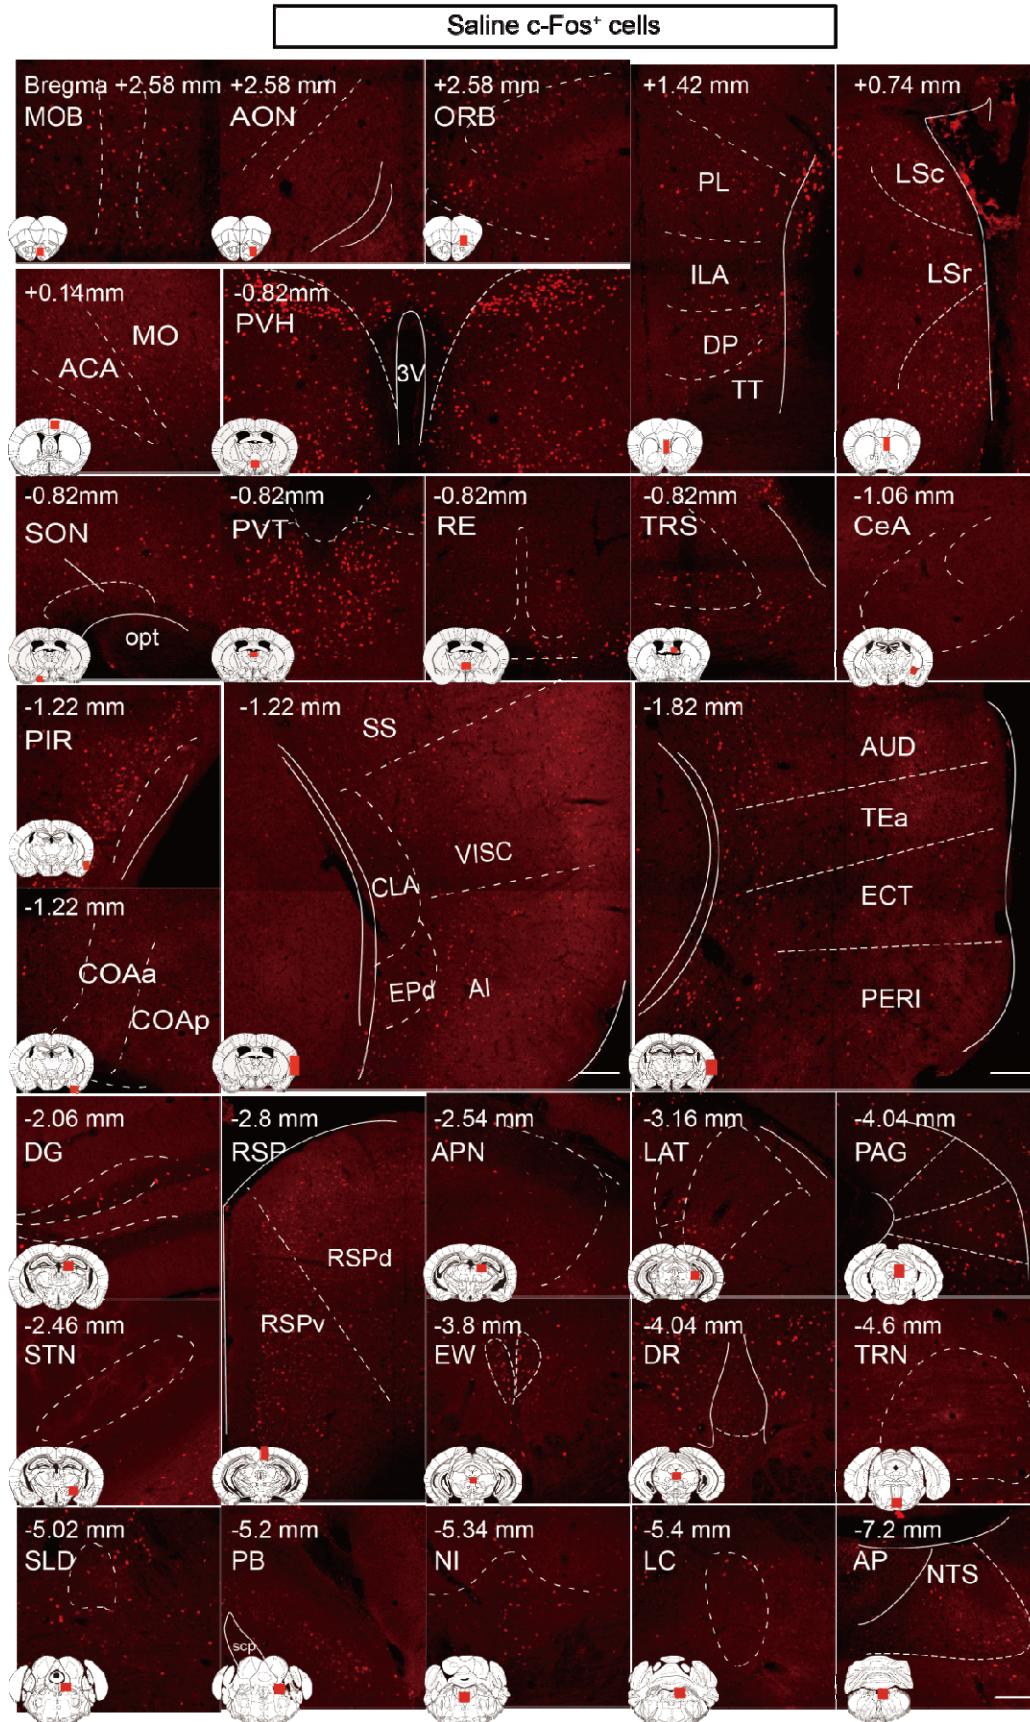 Saline c-Fos⁺ cells
Bregma +2.58 mm
MOB
+2.58 mm
AON
+2.58 mm
ORB
+1.42 mm
PL
ILA
DP
TT
+0.74 mm
LSc
LSr
+0.14mm
MO
ACA
-0.82mm
PVH
3V
-0.82mm
SON
opt
-0.82mm
PVT
-0.82mm
RE
-0.82mm
TRS
-1.06 mm
CeA
-1.22 mm
PIR
-1.22 mm
SS
VISC
CLA
EPd
AI
-1.82 mm
AUD
TEa
ECT
PERI
-1.22 mm
COAa
COAp
-2.06 mm
DG
-2.8 mm
RSP
RSPd
RSPv
-2.54 mm
APN
-3.16 mm
LAT
-4.04 mm
PAG
-2.46 mm
STN
-3.8 mm
EW
-4.04 mm
DR
-4.6 mm
TRN
-5.02 mm
SLD
-5.2 mm
PB
scp
-5.34 mm
NI
-5.4 mm
LC
-7.2 mm
AP
NTS